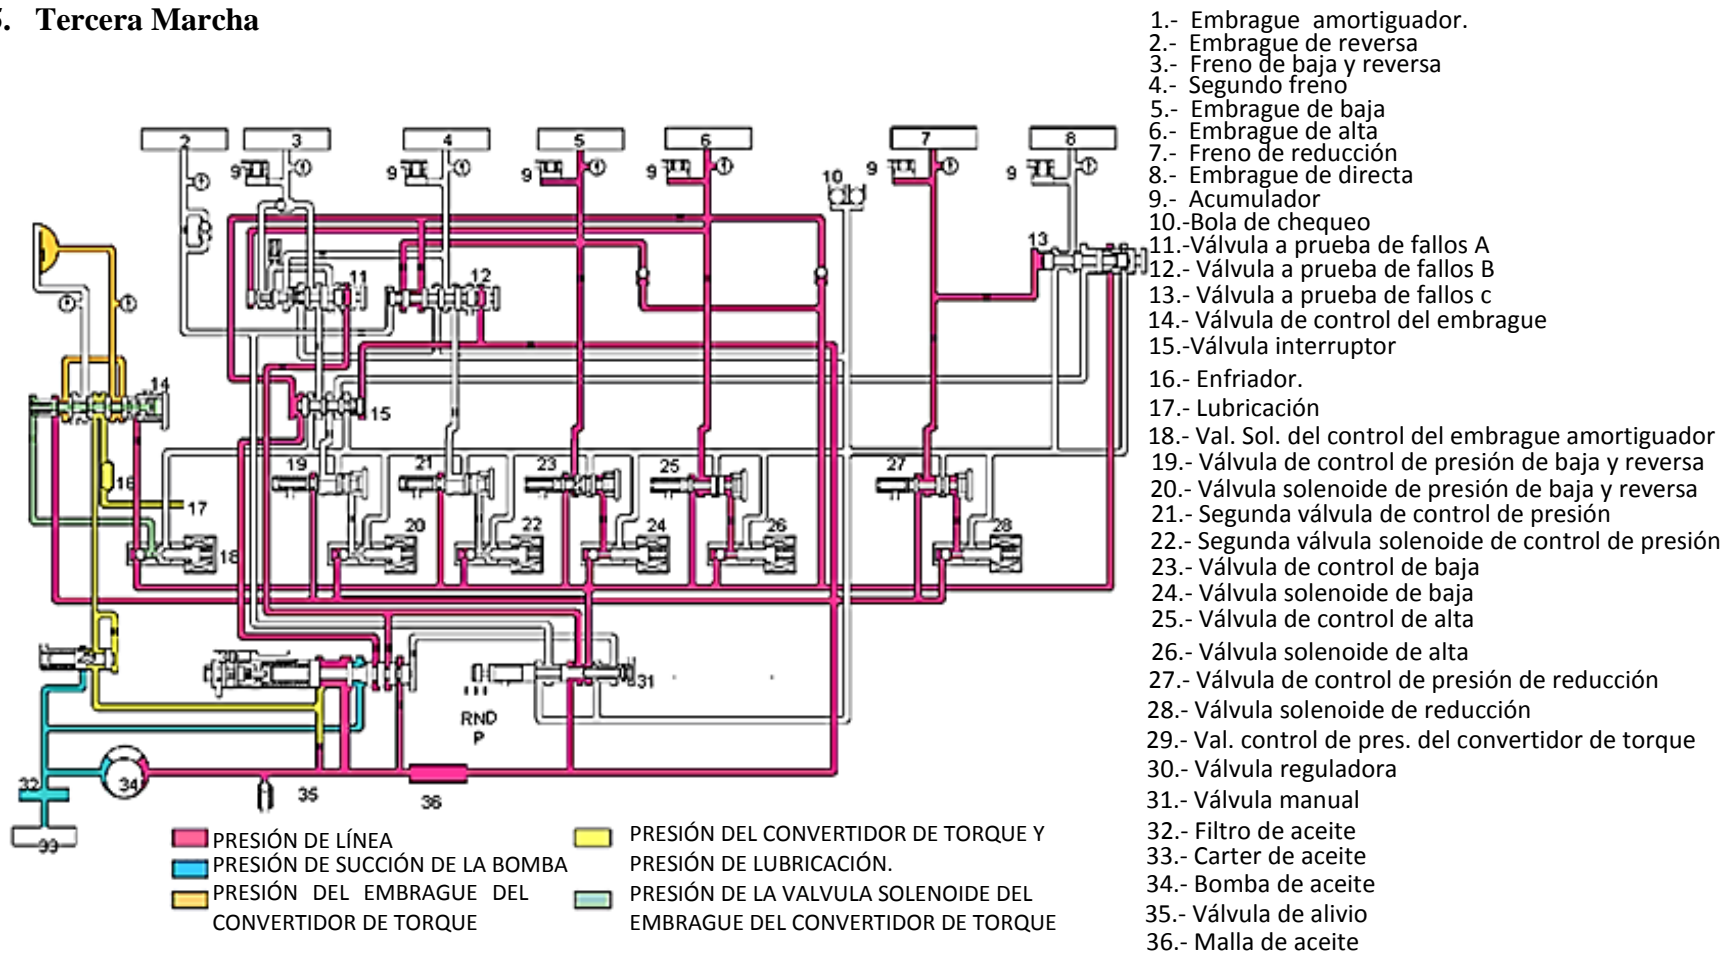 5. Tercera Marcha
1.- Embrague amortiguador.
2.- Embrague de reversa
3.- Freno de baja y reversa
4.- Segundo freno
5.- Embrague de baja
6.- Embrague de alta
7.- Freno de reducción
8.- Embrague de directa
9.- Acumulador
10.-Bola de chequeo
11.-Válvula a prueba de fallos A
12.- Válvula a prueba de fallos B
13.- Válvula a prueba de fallos c
14.- Válvula de control del embrague
15.-Válvula interruptor
16.- Enfriador.
17.- Lubricación
18.- Val. Sol. del control del embrague amortiguador
19.- Válvula de control de presión de baja y reversa
20.- Válvula solenoide de presión de baja y reversa
21.- Segunda válvula de control de presión
22.- Segunda válvula solenoide de control de presión
23.- Válvula de control de baja
24.- Válvula solenoide de baja
25.- Válvula de control de alta
26.- Válvula solenoide de alta
27.- Válvula de control de presión de reducción
28.- Válvula solenoide de reducción
29.- Val. control de pres. del convertidor de torque
30.- Válvula reguladora
31.- Válvula manual
32.- Filtro de aceite
33.- Carter de aceite
34.- Bomba de aceite
35.- Válvula de alivio
36.- Malla de aceite
2 3 4 5 6 7 8
9 9 9 9 10 9 9
13
11 12
14
15
19 21 23 25 27
16
17
20 22 24 26 28
18
30
31
RND
P
32 34 35 36
33
PRESIÓN DE LÍNEA
PRESIÓN DE SUCCIÓN DE LA BOMBA
PRESIÓN DEL EMBRAGUE DEL
CONVERTIDOR DE TORQUE
PRESIÓN DEL CONVERTIDOR DE TORQUE Y
PRESIÓN DE LUBRICACIÓN.
PRESIÓN DE LA VALVULA SOLENOIDE DEL
EMBRAGUE DEL CONVERTIDOR DE TORQUE